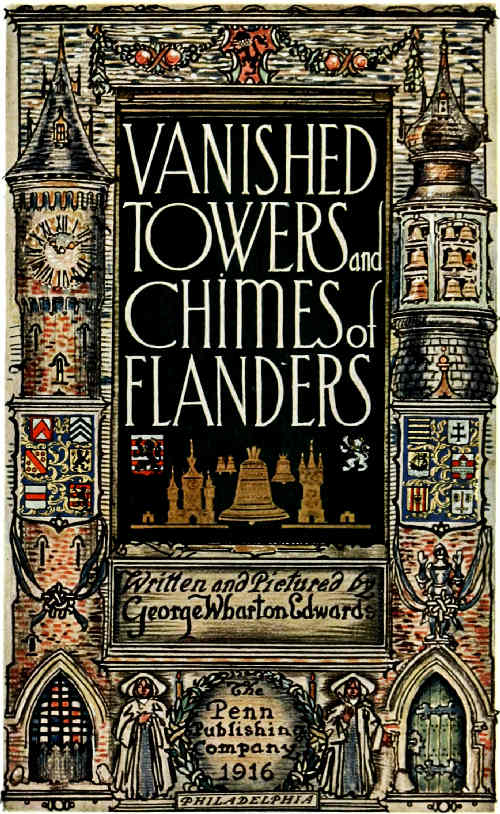 VANISHED
TOWERS and
CHIMES of
FLANDERS
Written and Pictured by
George Wharton Edwards
The
Penn
Publishing
Company
1916
PHILADELPHIA